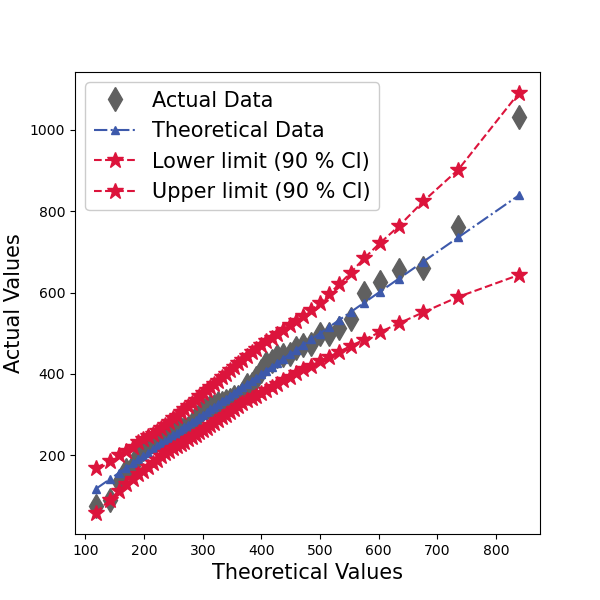 Actual Data
Theoretical Data
Lower limit (90 % CI)
Upper limit (90 % CI)
1000
800
600
400
200
Actual Values
100 200 300 400 500 600 700 800
Theoretical Values